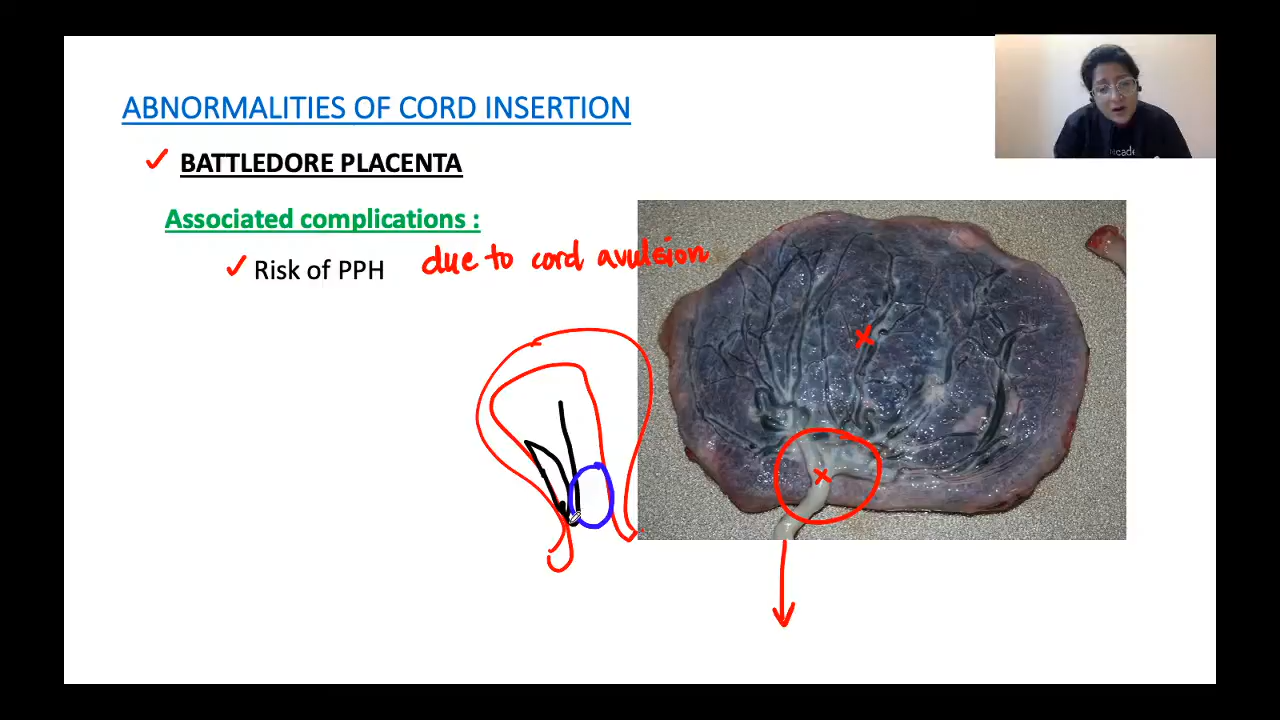 ABNORMALITIES OF CORD INSERTION
✓ BATTLEDORE PLACENTA
Associated complications :
✓ Risk of PPH due to cord avulsion